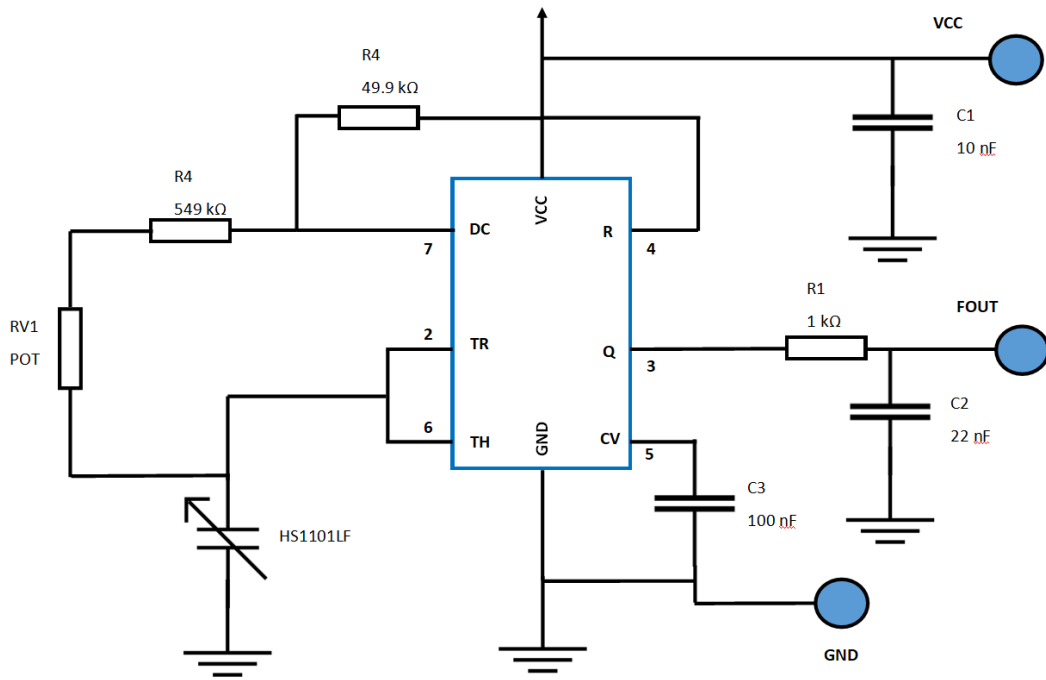 VCC
R4
49.9 kΩ
C1
10 nF
R4
549 kΩ
VCC
DC
R
7
4
R1
1 kΩ
FOUT
RV1
POT
2
TR
Q
3
C2
22 nF
6
TH
GND
CV
5
C3
100 nF
HS1101LF
GND